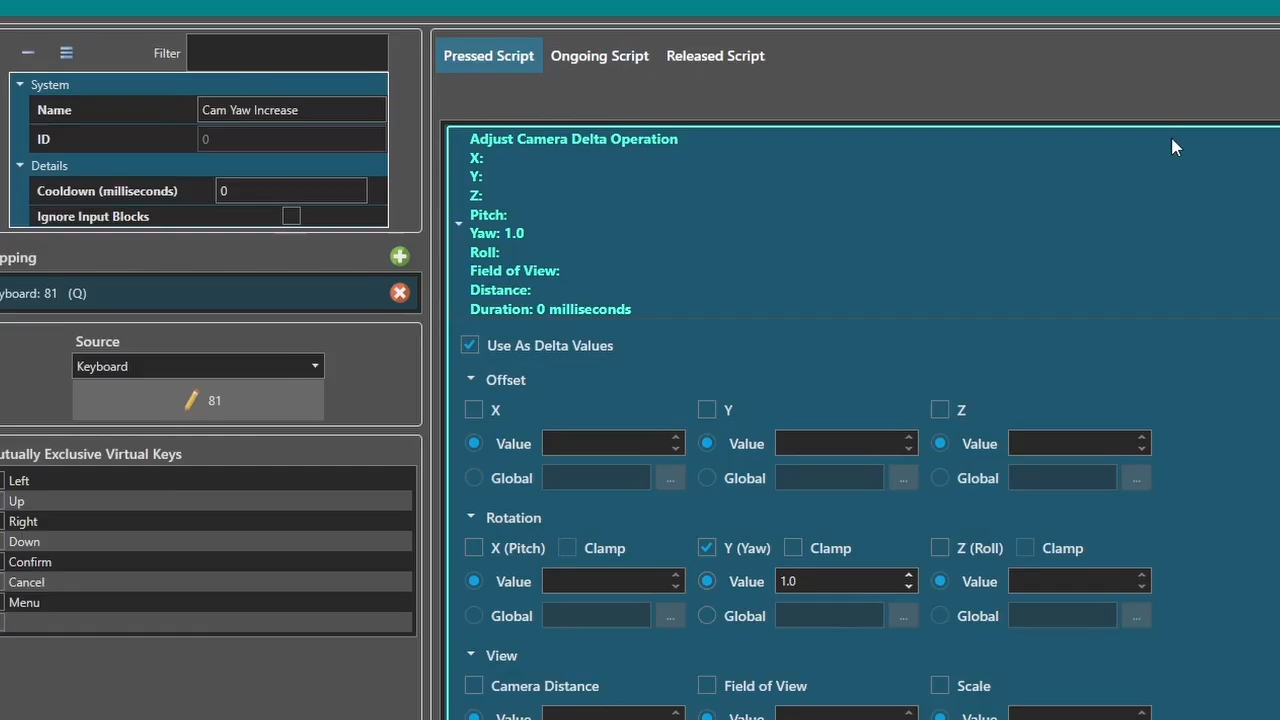 Filter
System
Name Cam Yaw Increase
ID 0
Details
Cooldown (milliseconds) 0
Ignore Input Blocks
pping
yboard: 81 (Q)
Source
Keyboard
81
utually Exclusive Virtual Keys
Left
Up
Right
Down
Confirm
Cancel
Menu
Pressed Script Ongoing Script Released Script
Adjust Camera Delta Operation
X:
Y:
Z:
Pitch:
Yaw: 1.0
Roll:
Field of View:
Distance:
Duration: 0 milliseconds
Use As Delta Values
Offset
X Y Z
Value Value Value
Global ... Global ... Global ...
Rotation
X (Pitch) Clamp Y (Yaw) Clamp Z (Roll) Clamp
Value Value 1.0 Value
Global ... Global ... Global ...
View
Camera Distance Field of View Scale
Value Value Value